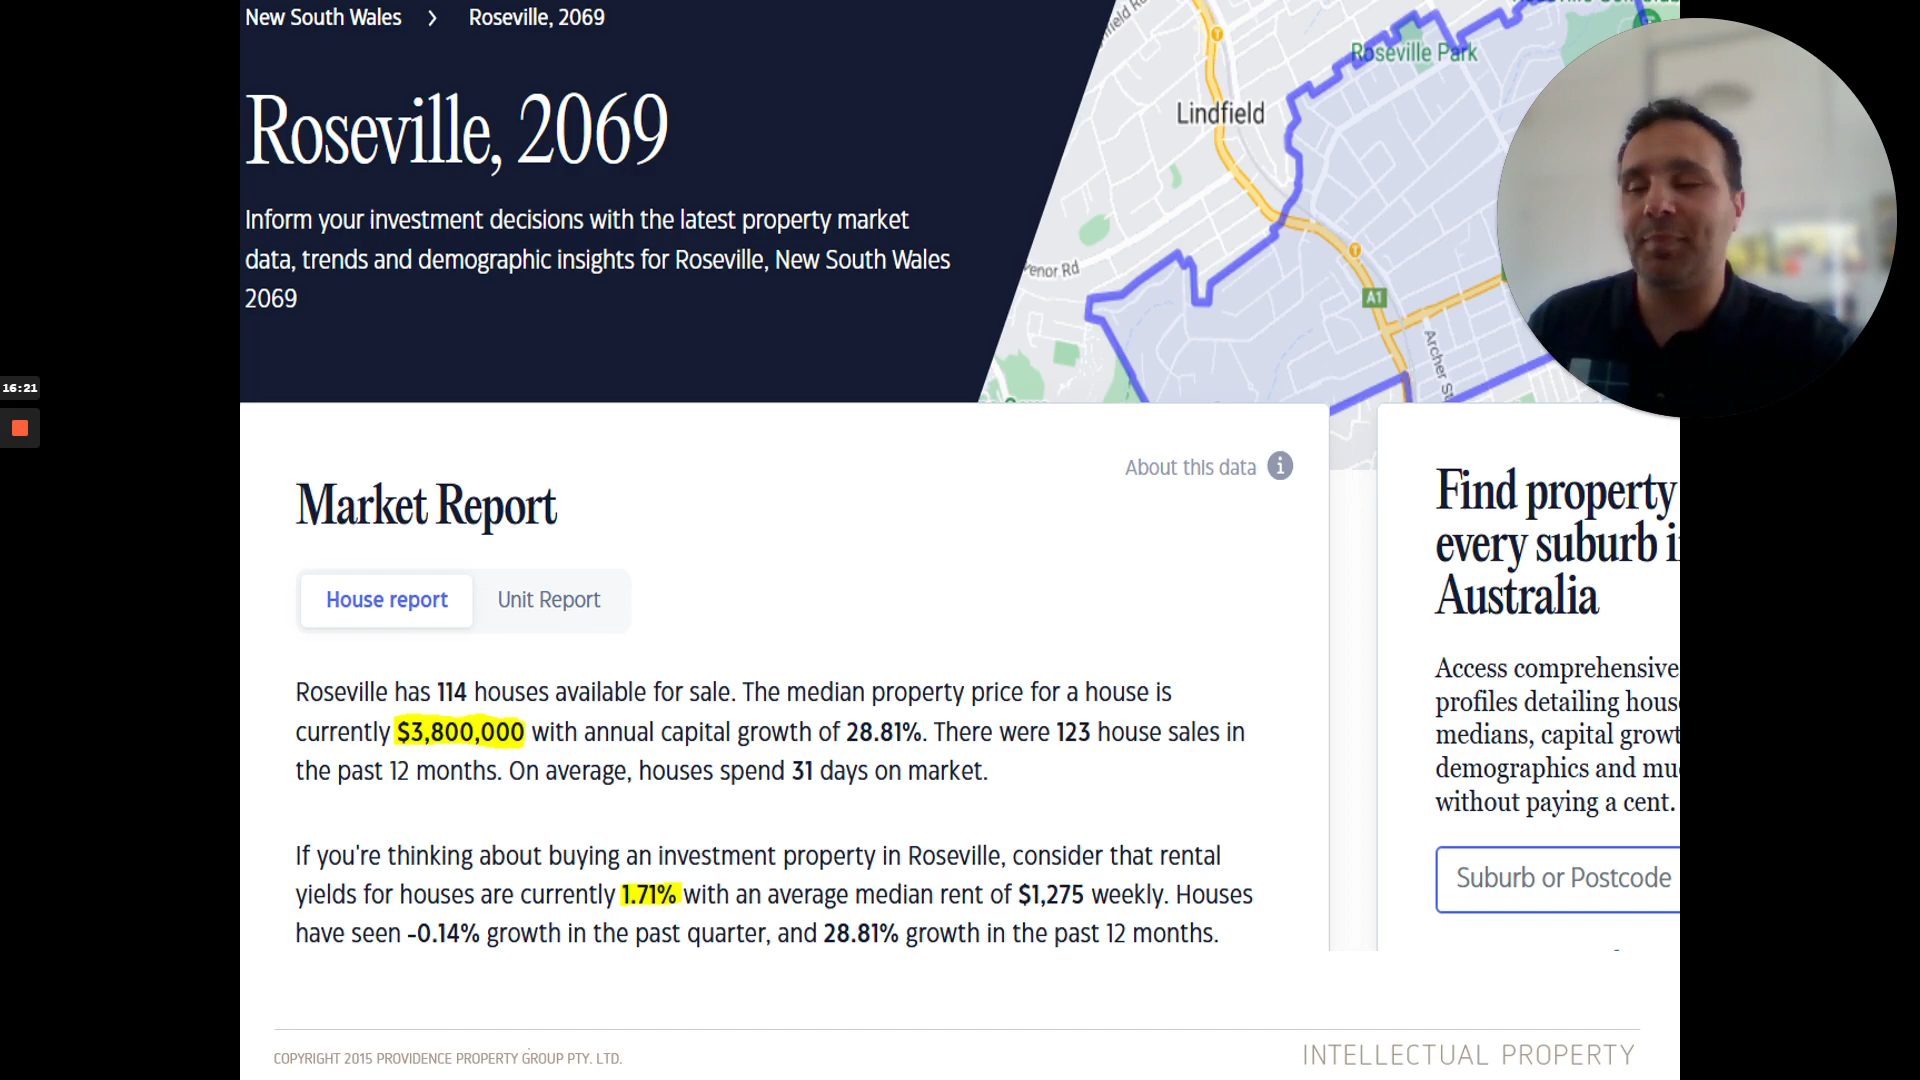 New South Wales > Roseville, 2069
Roseville, 2069
Inform your investment decisions with the latest property market
data, trends and demographic insights for Roseville, New South Wales
2069
Roseville Park
Lindfield
A1
16:21
About this data
Market Report
House report
Unit Report
Roseville has 114 houses available for sale. The median property price for a house is
currently $3,800,000 with annual capital growth of 28.81%. There were 123 house sales in
the past 12 months. On average, houses spend 31 days on market.
If you're thinking about buying an investment property in Roseville, consider that rental
yields for houses are currently 1.71% with an average median rent of $1,275 weekly. Houses
have seen -0.14% growth in the past quarter, and 28.81% growth in the past 12 months.
Find property
every suburb i
Australia
Access comprehensive
profiles detailing hous
medians, capital growt
demographics and mu
without paying a cent.
Suburb or Postcode
COPYRIGHT 2015 PROVIDENCE PROPERTY GROUP PTY. LTD.
INTELLECTUAL PROPERTY